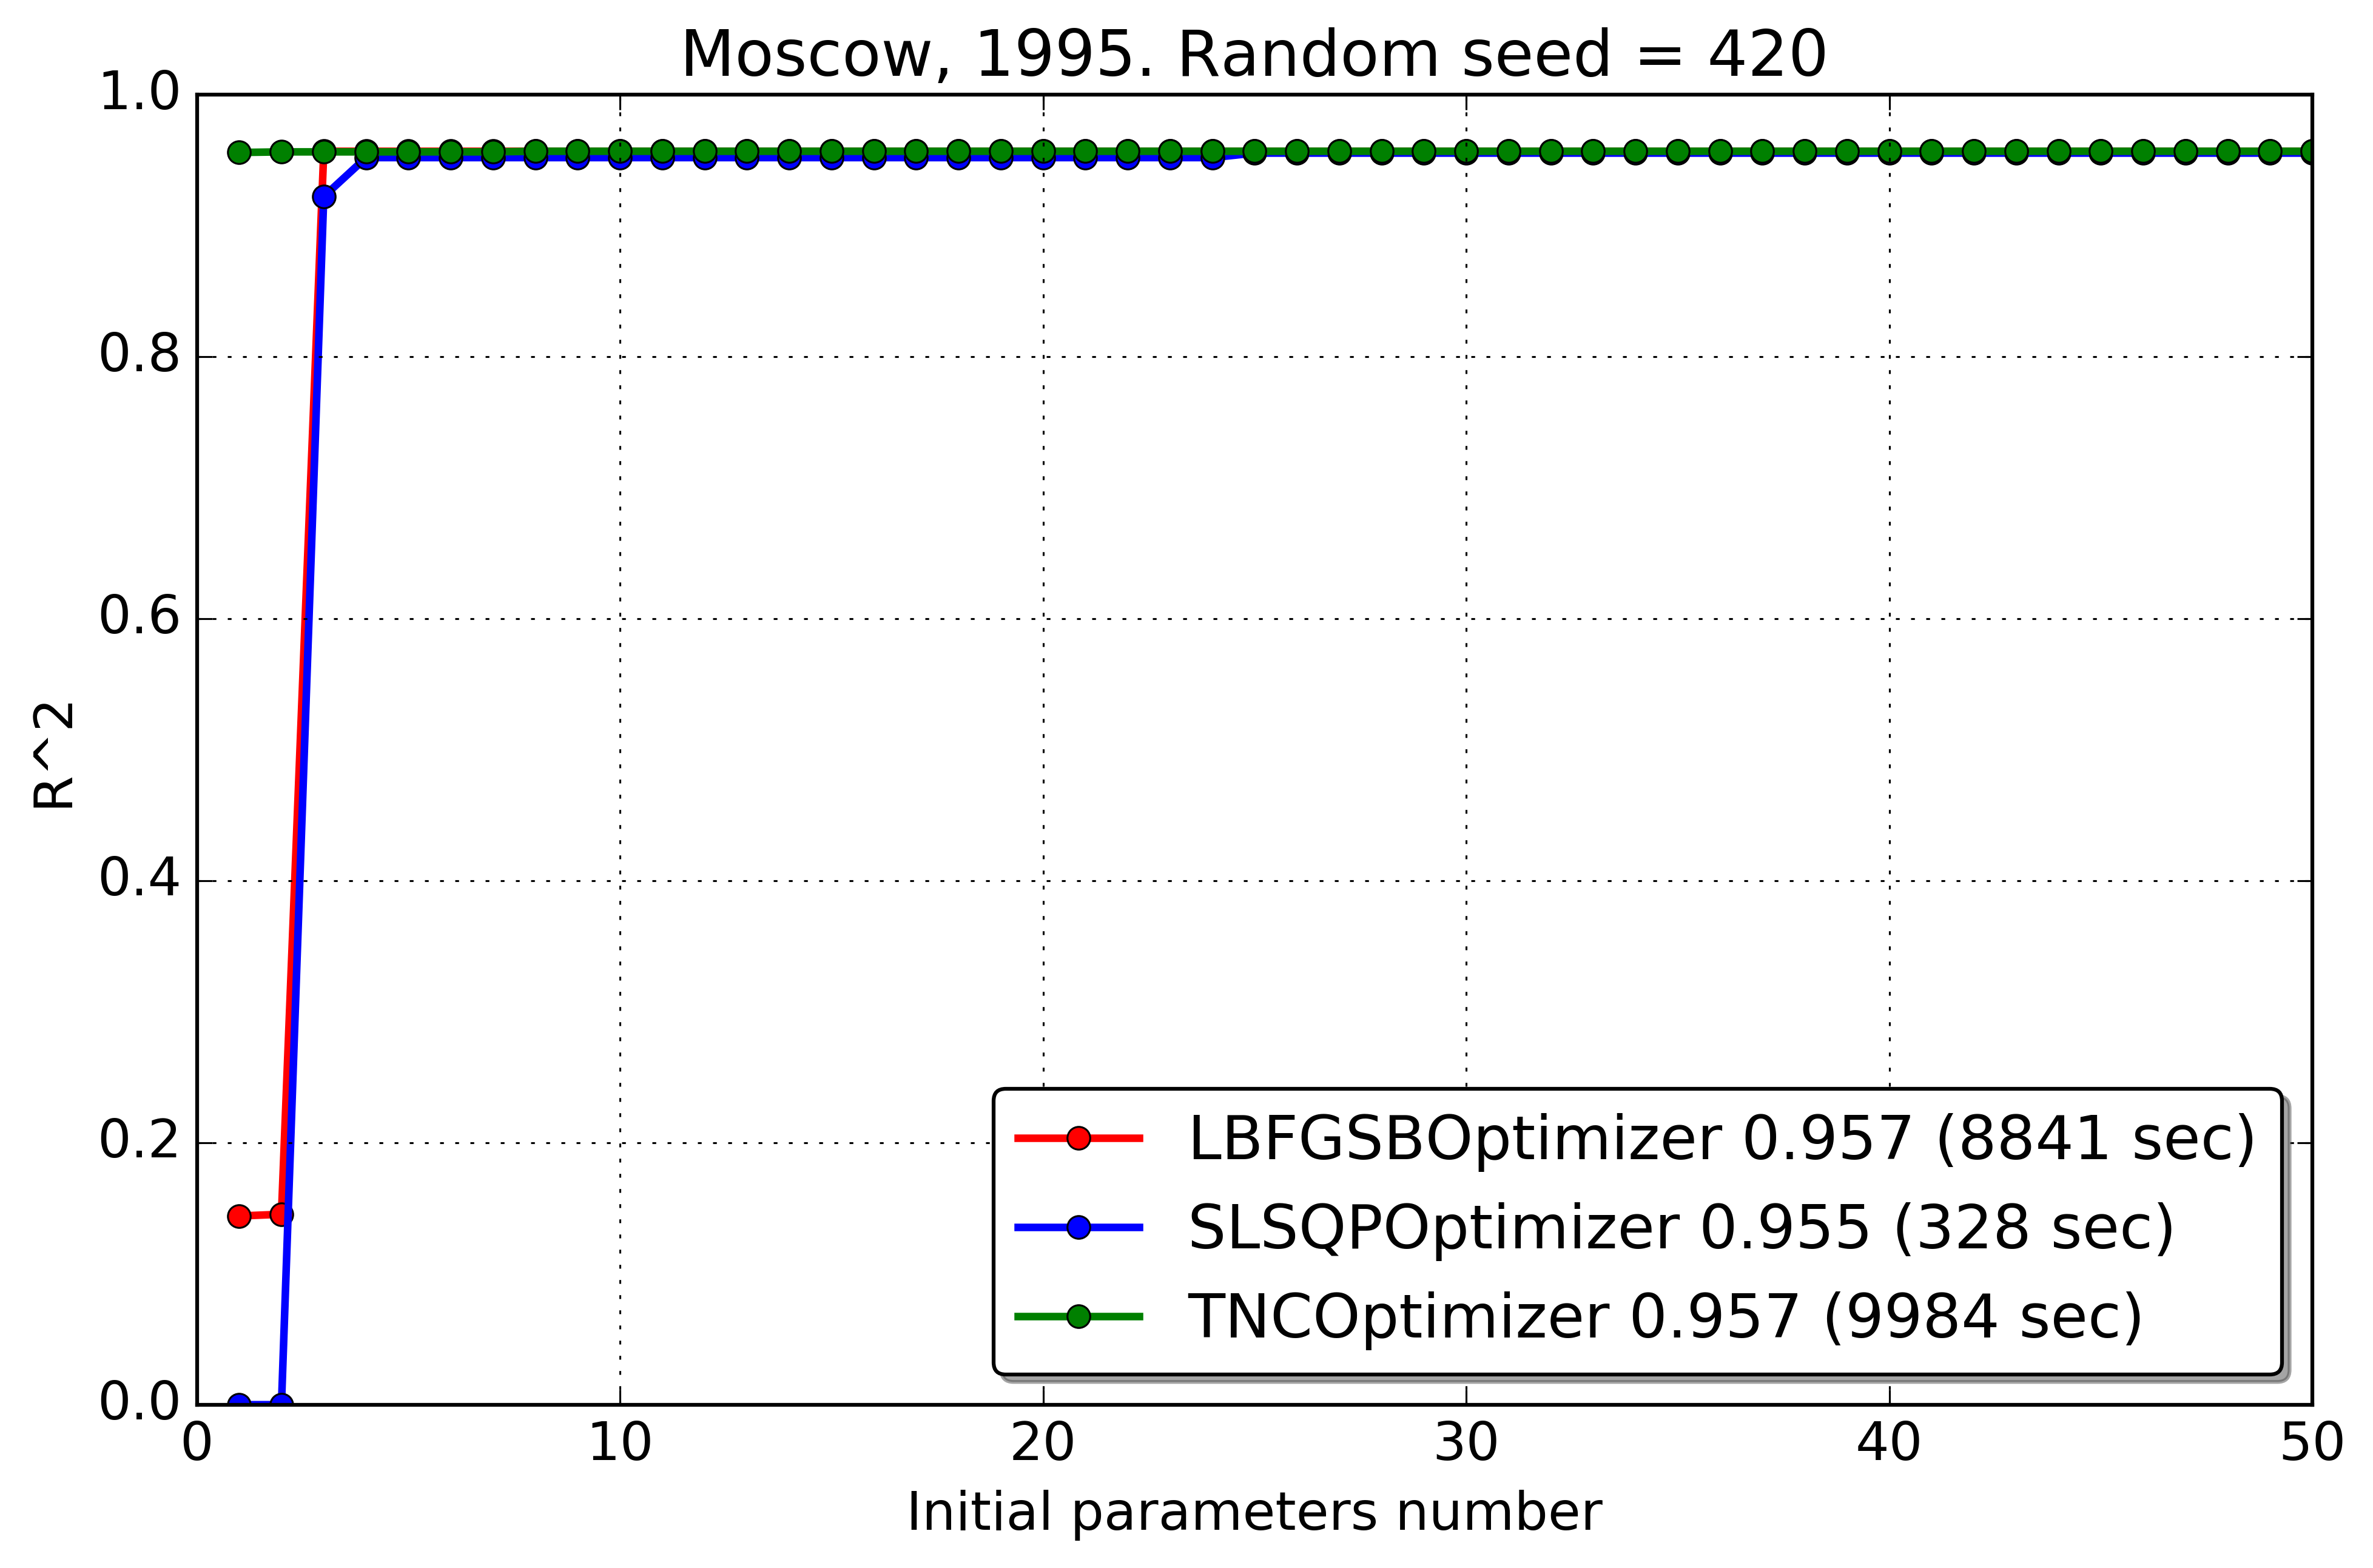 Moscow, 1995. Random seed = 420
1.0
0.8
0.6
0.4
0.2
0.0
R^2
0 10 20 30 40 50
Initial parameters number
LBFGSBOptimizer 0.957 (8841 sec)
SLSQPOptimizer 0.955 (328 sec)
TNCOptimizer 0.957 (9984 sec)